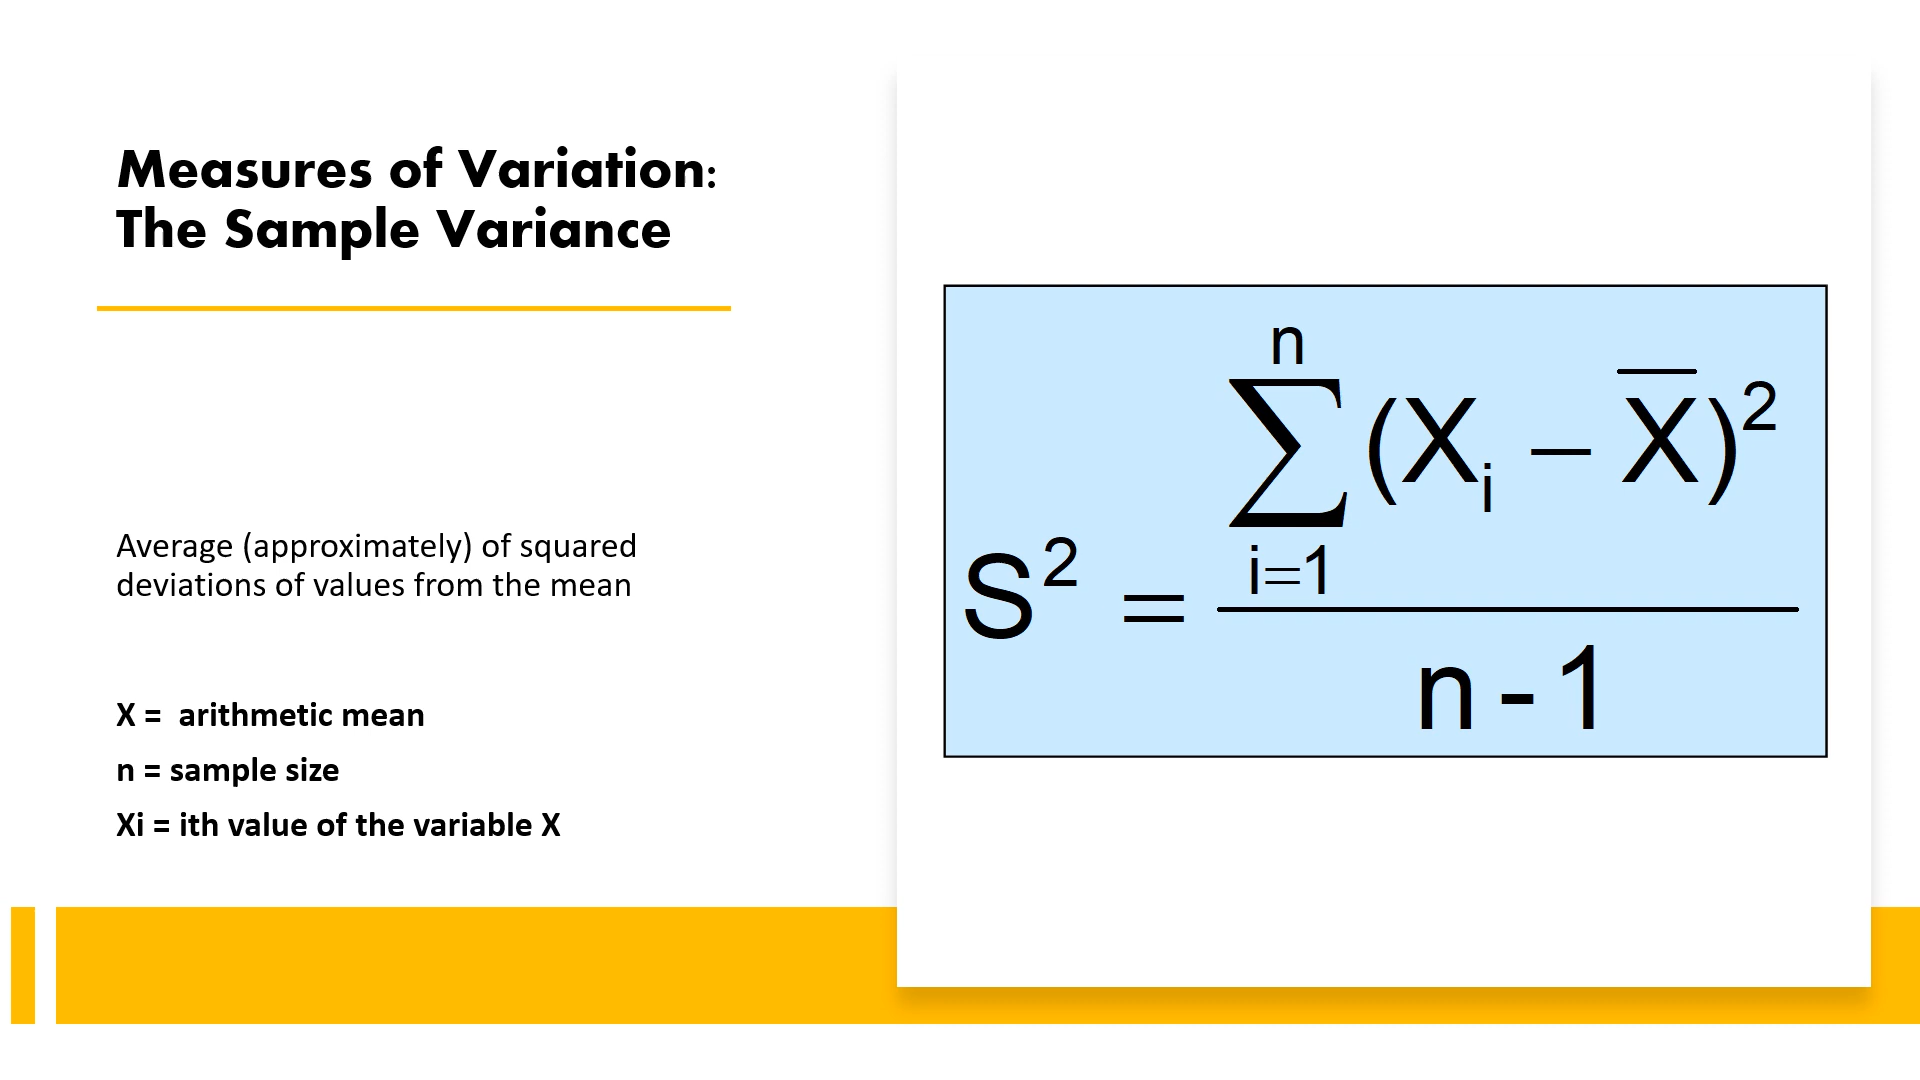 Measures of Variation:
The Sample Variance
Average (approximately) of squared
deviations of values from the mean
X =  arithmetic mean
n = sample size
Xi = ith value of the variable X
n
∑(Xᵢ – X̅)²
i=1
S² =
n - 1